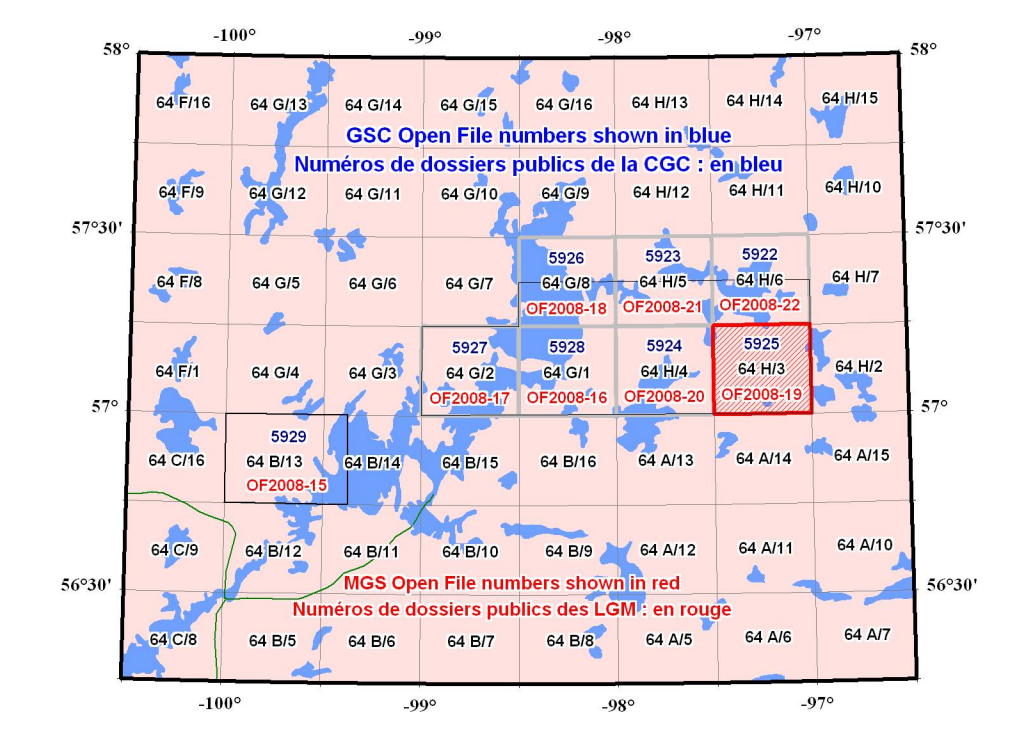 -100° -99° -98° -97°
58° 58°
64 F/16 64 G/13 64 G/14 64 G/15 64 G/16 64 H/13 64 H/14 64 H/15
GSC Open File numbers shown in blue
Numéros de dossiers publics de la CGC : en bleu
64 F/9 64 G/12 64 G/11 64 G/10 64 G/9 64 H/12 64 H/11 64 H/10
57°30' 57°30'
5926 5923 5922
64 F/8 64 G/5 64 G/6 64 G/7 64 G/8 64 H/5 64 H/6 64 H/7
OF2008-18 OF2008-21 OF2008-22
5927 5928 5924 5925
64 F/1 64 G/4 64 G/3 64 G/2 64 G/1 64 H/4 64 H/3 64 H/2
OF2008-17 OF2008-16 OF2008-20 OF2008-19
57° 57°
5929
64 C/16 64 B/13 64 B/14 64 B/15 64 B/16 64 A/13 64 A/14 64 A/15
OF2008-15
64 C/9 64 B/12 64 B/11 64 B/10 64 B/9 64 A/12 64 A/11 64 A/10
56°30' 56°30'
MGS Open File numbers shown in red
Numéros de dossiers publics des LGM : en rouge
64 C/8 64 B/5 64 B/6 64 B/7 64 B/8 64 A/5 64 A/6 64 A/7
-100° -99° -98° -97°